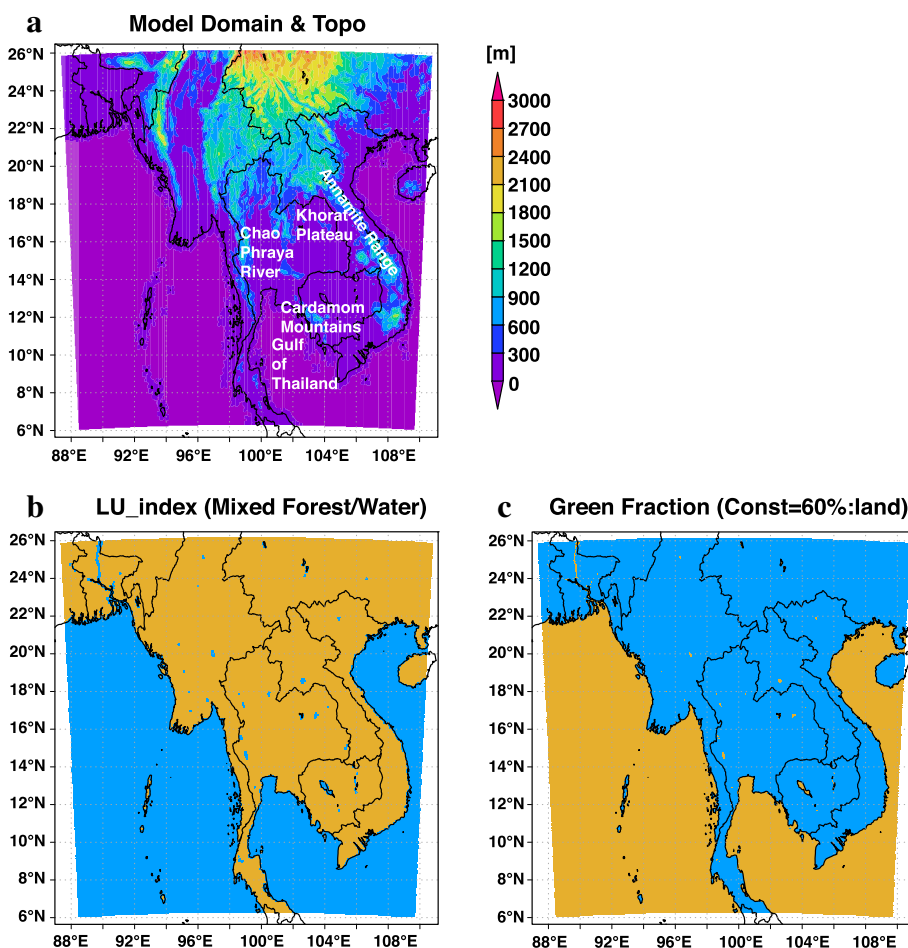 a Model Domain & Topo
[m]
26°N
24°N
22°N
20°N
18°N
16°N
14°N
12°N
10°N
8°N
6°N
88°E 92°E 96°E 100°E 104°E 108°E
Annamite Range
Khorat
Plateau
Chao
Phraya
River
Cardamom
Mountains
Gulf
of
Thailand
3000
2700
2400
2100
1800
1500
1200
900
600
300
0
b LU_index (Mixed Forest/Water)
26°N
24°N
22°N
20°N
18°N
16°N
14°N
12°N
10°N
8°N
6°N
88°E 92°E 96°E 100°E 104°E 108°E
c Green Fraction (Const=60%:land)
26°N
24°N
22°N
20°N
18°N
16°N
14°N
12°N
10°N
8°N
6°N
88°E 92°E 96°E 100°E 104°E 108°E